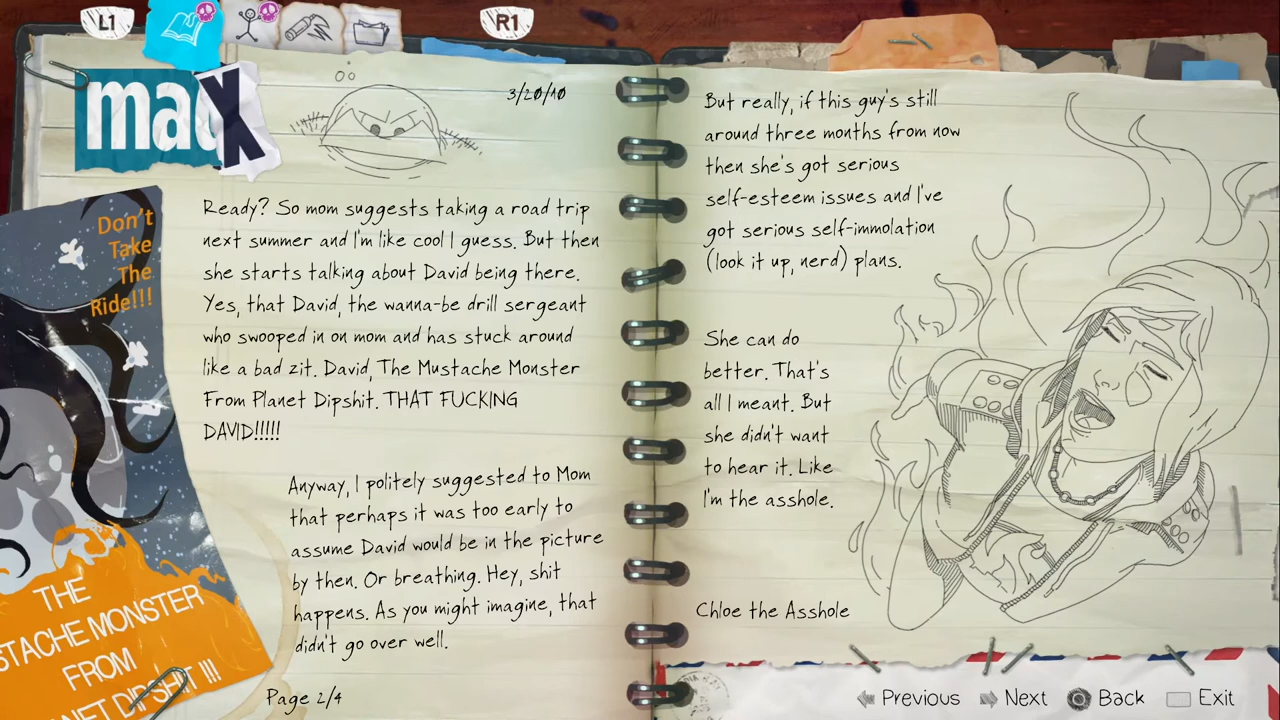 L1
R1
madX
3/20/10
Don't
Take
The
Ride!!!
Ready? So mom suggests taking a road trip
next summer and I'm like cool I guess. But then
she starts talking about David being there.
Yes, that David, the wanna-be drill sergeant
who swooped in on mom and has stuck around
like a bad zit. David, The Mustache Monster
From Planet Dipshit. THAT FUCKING
DAVID!!!!!
Anyway, I politely suggested to Mom
that perhaps it was too early to
assume David would be in the picture
by then. Or breathing. Hey, shit
happens. As you might imagine, that
didn't go over well.
THE
STACHE MONSTER
FROM
ANET DIPSHIT !!!
Page 2/4
But really, if this guy's still
around three months from now
then she's got serious
self-esteem issues and I've
got serious self-immolation
(look it up, nerd) plans.
She can do
better. That's
all I meant. But
she didn't want
to hear it. Like
I'm the asshole.
Chloe the Asshole
Previous Next Back Exit